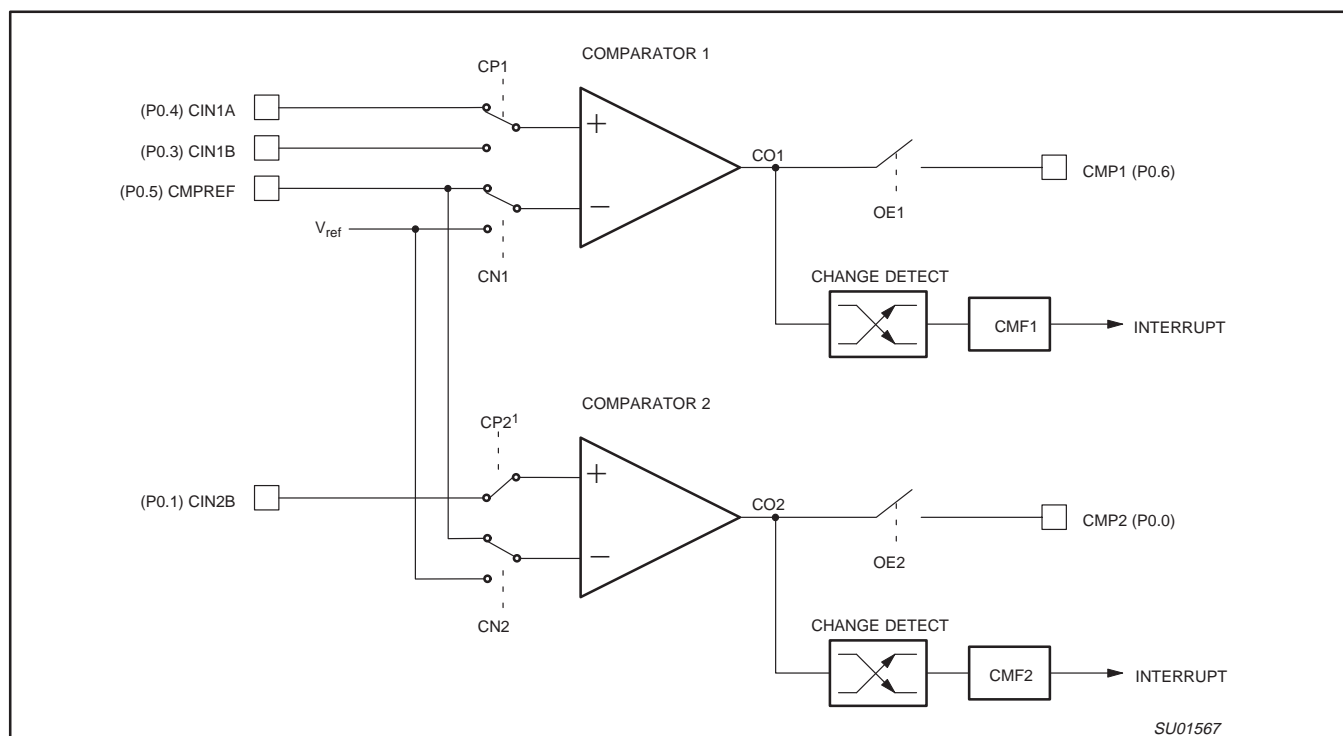 COMPARATOR 1
CP1
(P0.4) CIN1A
(P0.3) CIN1B
(P0.5) CMPREF
Vref
CN1
+
−
CO1
OE1
CMP1 (P0.6)
CHANGE DETECT
CMF1
INTERRUPT
COMPARATOR 2
CP2¹
(P0.1) CIN2B
CN2
+
−
CO2
OE2
CMP2 (P0.0)
CHANGE DETECT
CMF2
INTERRUPT
SU01567